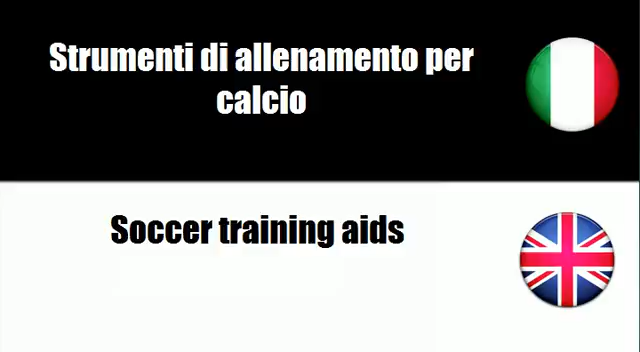 Strumenti di allenamento per
calcio
Soccer training aids